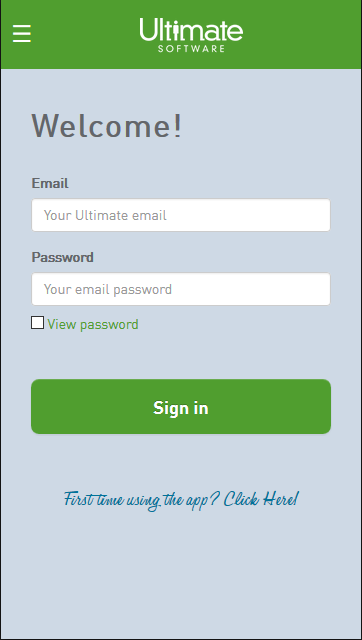 Ultimate
SOFTWARE
Welcome!
Email
Your Ultimate email
Password
Your email password
View password
Sign in
First time using the app? Click Here!